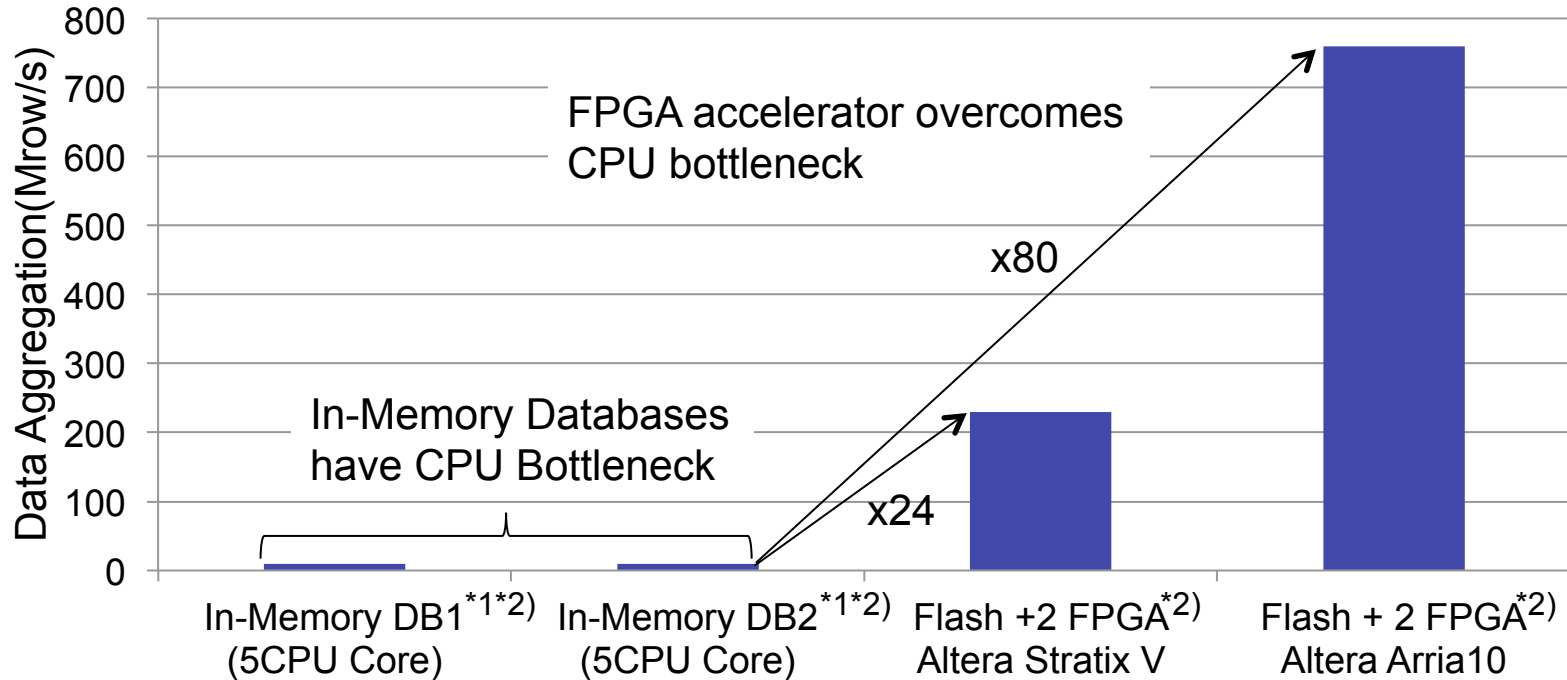 Data Aggregation(Mrow/s)
800
700
600
500
400
300
200
100
0
FPGA accelerator overcomes
CPU bottleneck
x80
In-Memory Databases
have CPU Bottleneck
x24
In-Memory DB1 *1*2)
(5CPU Core)
In-Memory DB2 *1*2)
(5CPU Core)
Flash +2 FPGA*2)
Altera Stratix V
Flash + 2 FPGA*2)
Altera Arria10